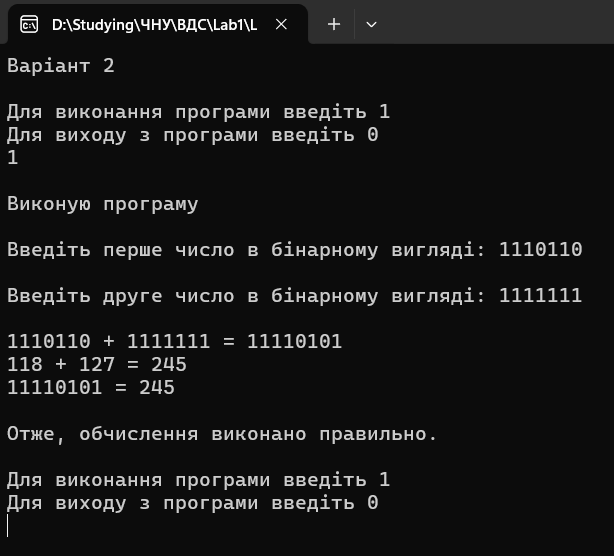 D:\Studying\ЧНУ\ВДС\Lab1\L
Варіант 2
Для виконання програми введіть 1
Для виходу з програми введіть 0
1
Виконую програму
Введіть перше число в бінарному вигляді: 1110110
Введіть друге число в бінарному вигляді: 1111111
1110110 + 1111111 = 11110101
118 + 127 = 245
11110101 = 245
Отже, обчислення виконано правильно.
Для виконання програми введіть 1
Для виходу з програми введіть 0